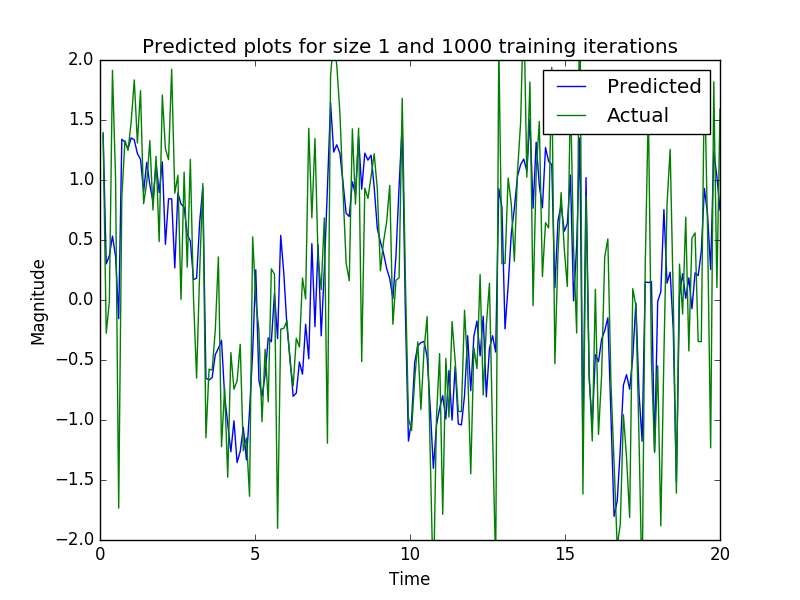 Predicted plots for size 1 and 1000 training iterations
2.0
1.5
1.0
0.5
0.0
−0.5
−1.0
−1.5
−2.0
Magnitude
Predicted
Actual
0
5
10
15
20
Time